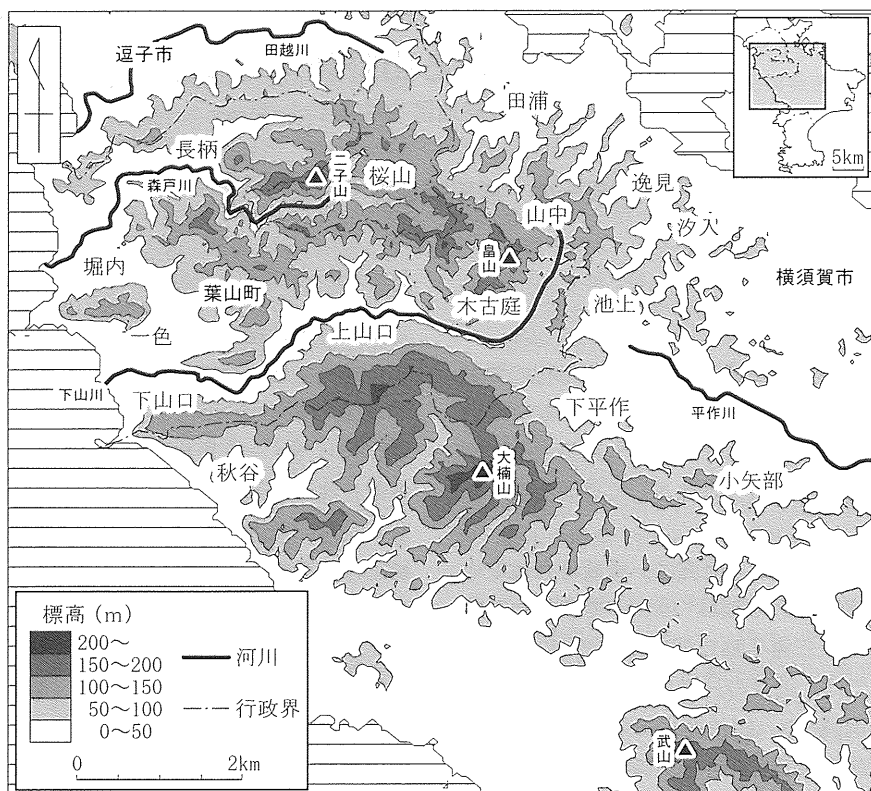 逗子市
田越川
田浦
5km
長柄
二子山
桜山
逸見
森戸川
山中
汐入
畠山
横須賀市
堀内
葉山町
木古庭
池上
一色
上山口
下山川
下山口
下平作
平作川
大楠山
秋谷
小矢部
標高 (m)
200～
150～200
100～150
50～100
0～50
河川
行政界
0
2km
武山